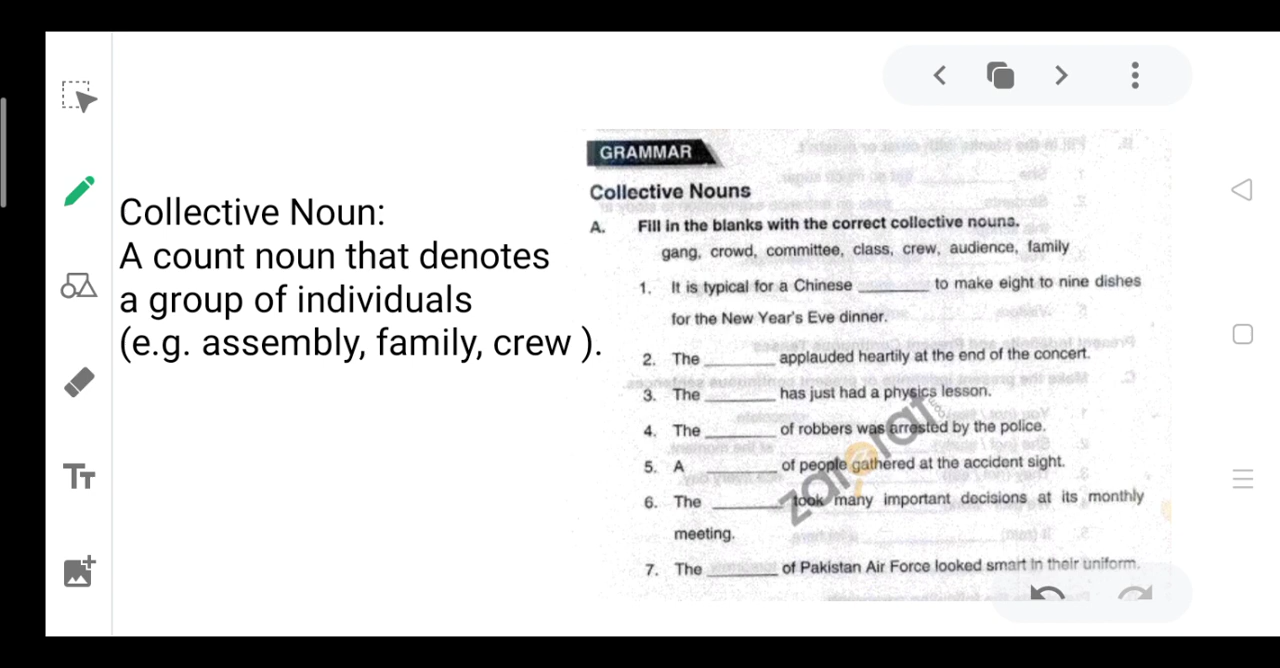 Collective Noun:
A count noun that denotes
a group of individuals
(e.g. assembly, family, crew ).
GRAMMAR
Collective Nouns
A. Fill in the blanks with the correct collective nouns.
gang, crowd, committee, class, crew, audience, family
1. It is typical for a Chinese ________ to make eight to nine dishes
for the New Year's Eve dinner.
2. The ________ applauded heartily at the end of the concert.
3. The ________ has just had a physics lesson.
4. The ________ of robbers was arrested by the police.
5. A ________ of people gathered at the accident sight.
6. The ________ took many important decisions at its monthly
meeting.
7. The ________ of Pakistan Air Force looked smart in their uniform.
Tт